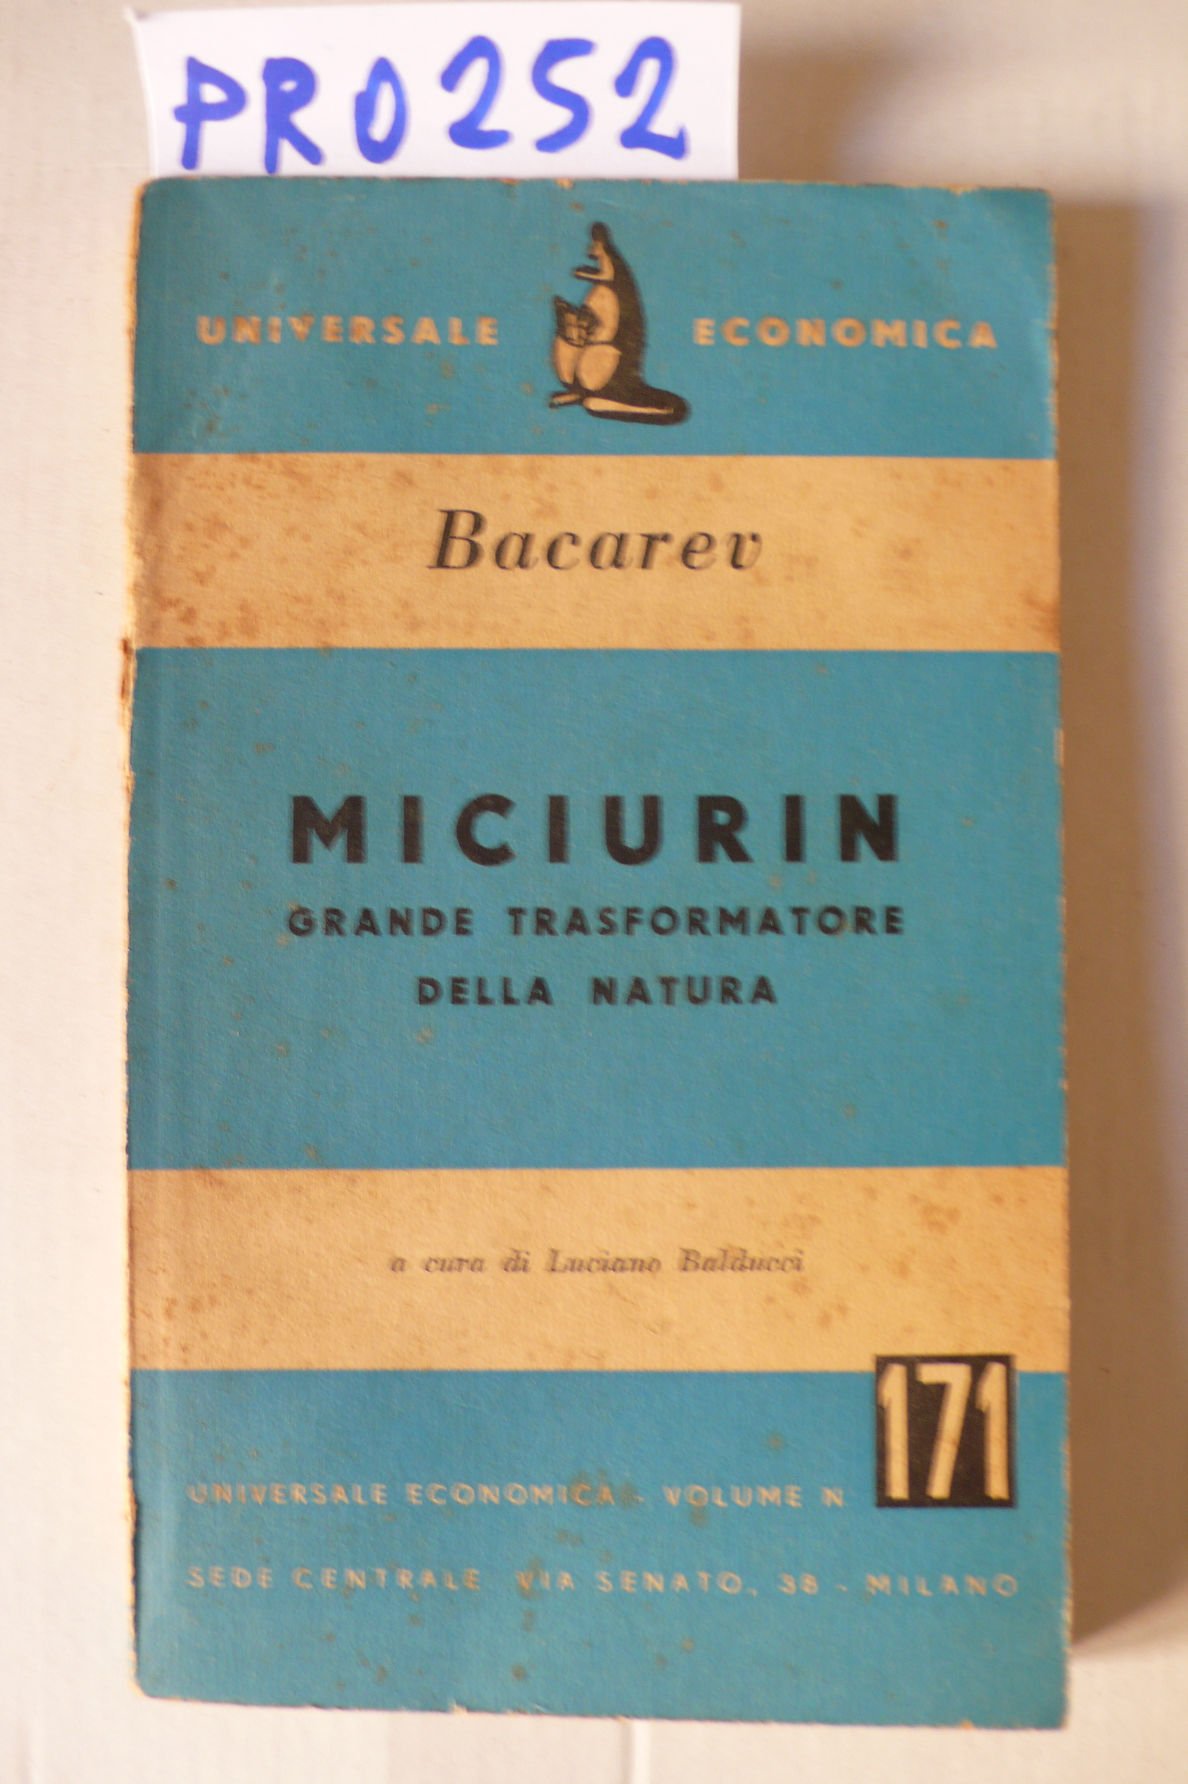 PR0252
UNIVERSALE ECONOMICA
Bacarev
MICIURIN
GRANDE TRASFORMATORE
DELLA NATURA
a cura di Luciano Balducci
171
UNIVERSALE ECONOMICA - VOLUME N
SEDE CENTRALE VIA SENATO, 38 - MILANO